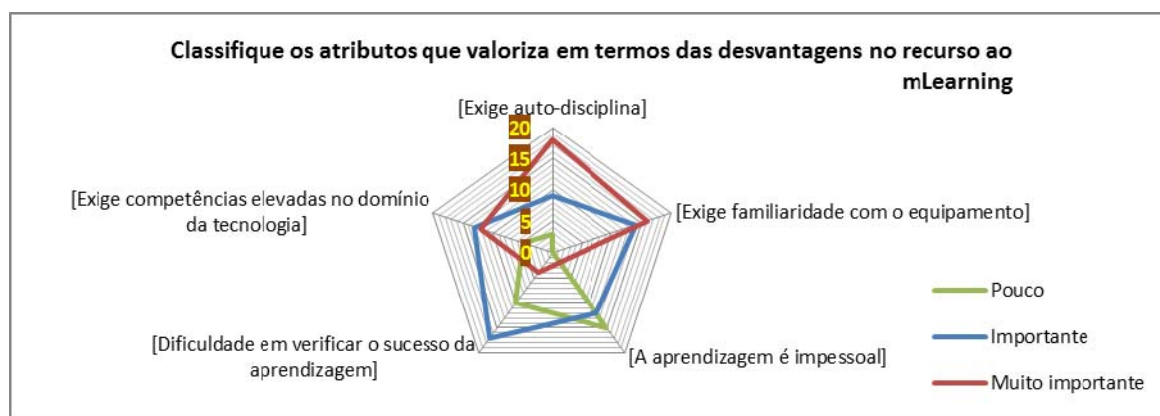 Classifique os atributos que valoriza em termos das desvantagens no recurso ao
mLearning
[Exige auto-disciplina]
20
15
10
5
0
[Exige competências elevadas no domínio
da tecnologia]
[Exige familiaridade com o equipamento]
[Dificuldade em verificar o sucesso da
aprendizagem]
[A aprendizagem é impessoal]
Pouco
Importante
Muito importante